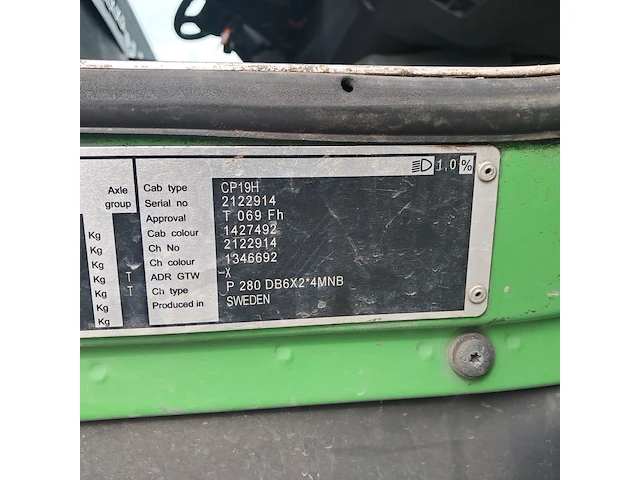 1,0 %
Axle group
Cab type CP19H
Serial no 2122914
Approval T 069 Fh
Kg Cab colour 1427492
Kg Ch No 2122914
Kg Ch colour 1346692
Kg T ADR GTW -X
Kg T Ch type P 280 DB6X2*4MNB
Kg Produced in SWEDEN
Kg